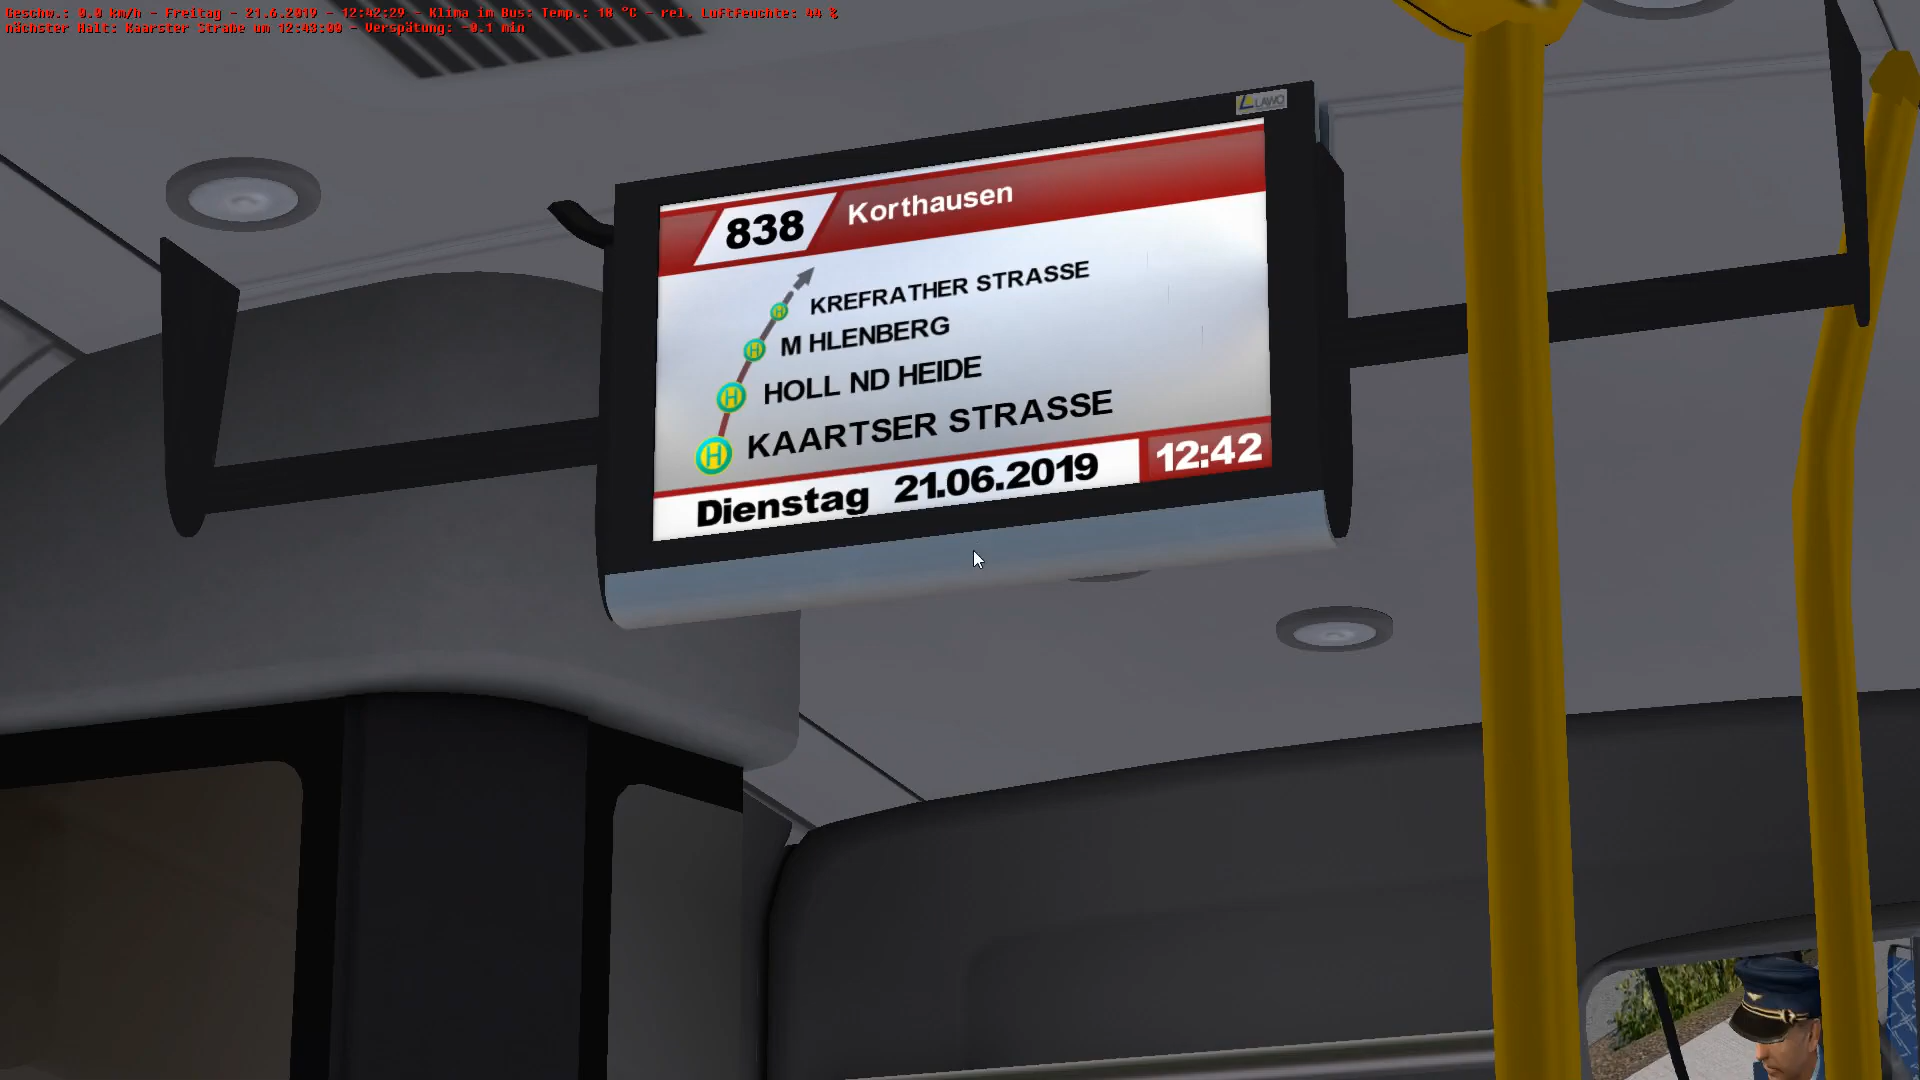 Geschw.: 0.0 km/h - Freitag - 21.6.2019 - 12:42:29 - Klima im Bus: Temp.: 18 °C - rel. Luftfeuchte: 44 %
nächster Halt: Kaarster Straße um 12:43:00 - Verspätung: -0.1 min
LAWO
838 Korthausen
H KREFRATHER STRASSE
H M HLENBERG
H HOLL ND HEIDE
H KAARTSER STRASSE
Dienstag 21.06.2019 12:42